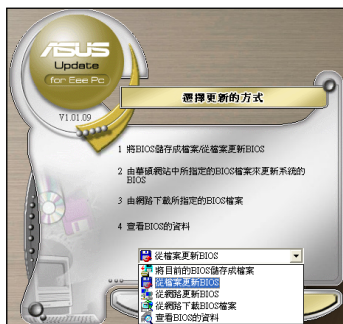 ASUS
Update
for Eee Pc
V1.01.09
選擇更新的方式
1 將BIOS儲存成檔案/從檔案更新BIOS
2 由華碩網站中所指定的BIOS檔案來更新系統的
BIOS
3 由網路下載所指定的BIOS檔案
4 查看BIOS的資料
從檔案更新BIOS
將目前的BIOS儲存成檔案
從檔案更新BIOS
從網路更新BIOS
從網路下載BIOS檔案
查看BIOS的資料